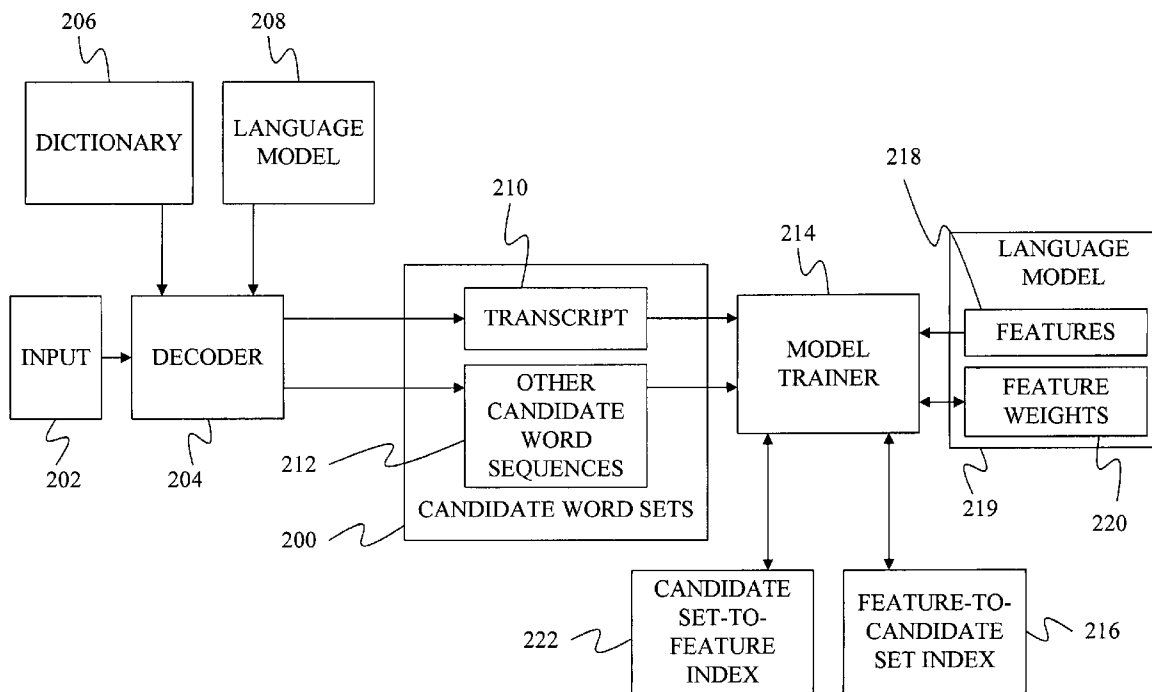 206
208
DICTIONARY
LANGUAGE
MODEL
210
214
218
LANGUAGE
MODEL
INPUT
DECODER
TRANSCRIPT
MODEL
TRAINER
FEATURES
OTHER
CANDIDATE
WORD
SEQUENCES
FEATURE
WEIGHTS
202
204
212
CANDIDATE WORD SETS
200
219
220
CANDIDATE
SET-TO-
FEATURE
INDEX
222
FEATURE-TO-
CANDIDATE
SET INDEX
216